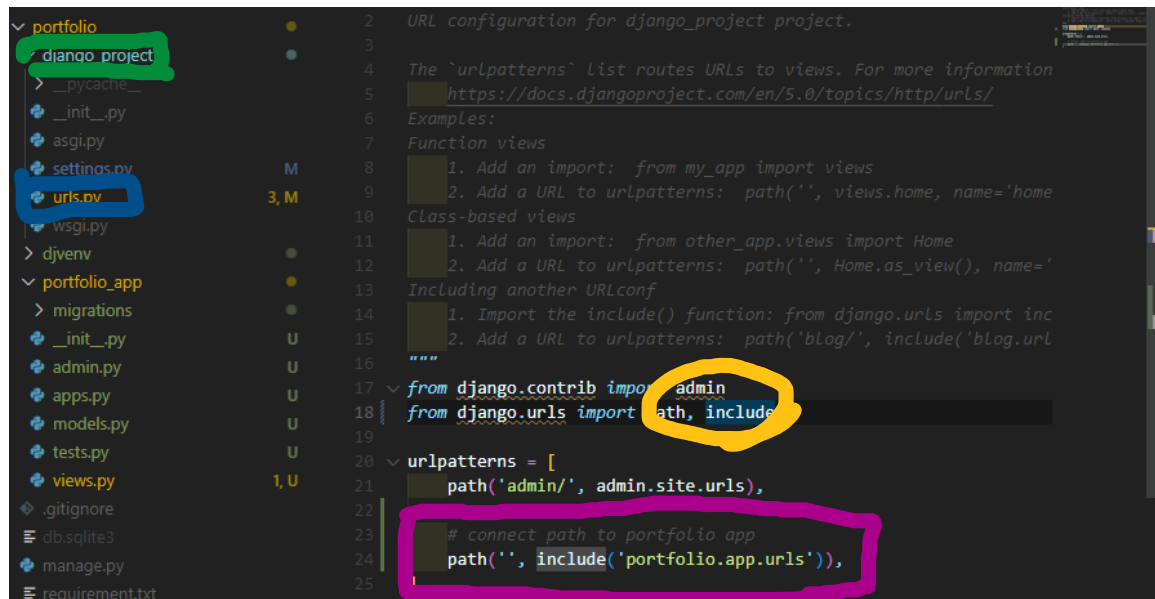 portfolio
django_project
__pycache__
__init__.py
asgi.py
settings.py M
urls.py 3, M
wsgi.py
djvenv
portfolio_app
migrations
__init__.py U
admin.py U
apps.py U
models.py U
tests.py U
views.py 1, U
.gitignore
db.sqlite3
manage.py
requirement.txt
2 URL configuration for django_project project.
3
4 The `urlpatterns` list routes URLs to views. For more information
5 https://docs.djangoproject.com/en/5.0/topics/http/urls/
6 Examples:
7 Function views
8 1. Add an import: from my_app import views
9 2. Add a URL to urlpatterns: path('', views.home, name='home
10 Class-based views
11 1. Add an import: from other_app.views import Home
12 2. Add a URL to urlpatterns: path('', Home.as_view(), name='
13 Including another URLconf
14 1. Import the include() function: from django.urls import inc
15 2. Add a URL to urlpatterns: path('blog/', include('blog.url
16 """
17 from django.contrib import admin
18 from django.urls import path, include
19
20 urlpatterns = [
21 path('admin/', admin.site.urls),
22
23 # connect path to portfolio app
24 path('', include('portfolio.app.urls')),
25